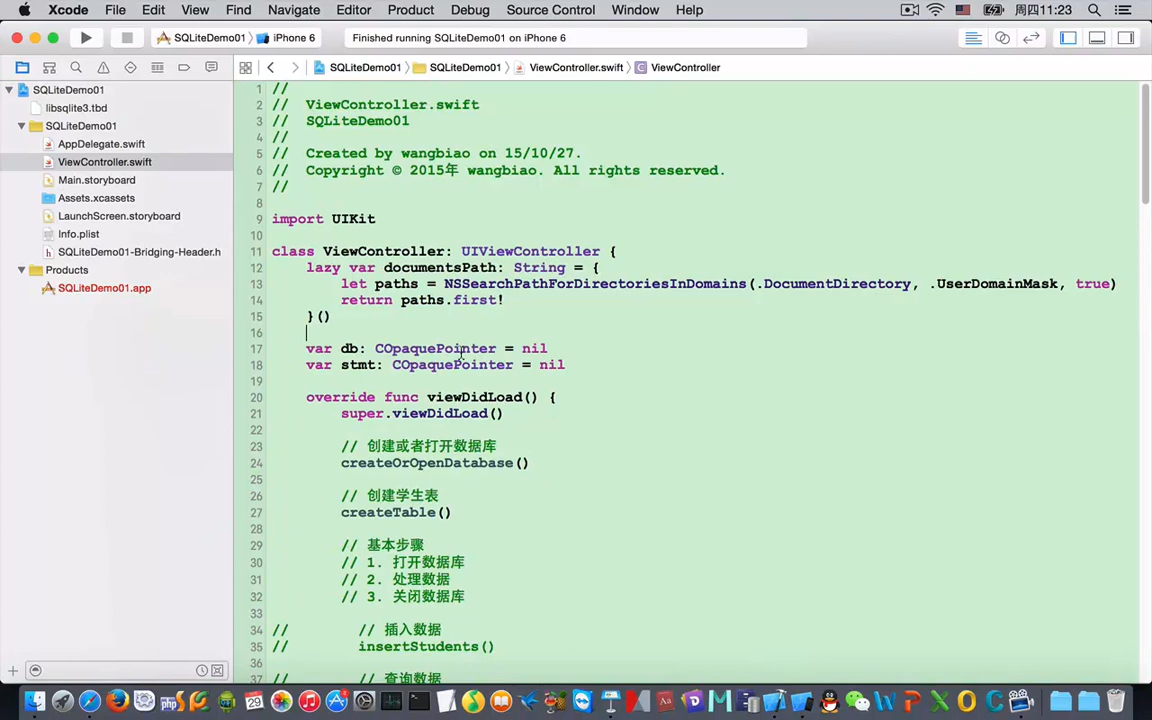 Xcode File Edit View Find Navigate Editor Product Debug Source Control Window Help 周四11:23
SQLiteDemo01 iPhone 6 Finished running SQLiteDemo01 on iPhone 6
SQLiteDemo01 SQLiteDemo01 ViewController.swift C ViewController
SQLiteDemo01
libsqlite3.tbd
SQLiteDemo01
AppDelegate.swift
ViewController.swift
Main.storyboard
Assets.xcassets
LaunchScreen.storyboard
Info.plist
h SQLiteDemo01-Bridging-Header.h
Products
SQLiteDemo01.app
1 //
2 // ViewController.swift
3 // SQLiteDemo01
4 //
5 // Created by wangbiao on 15/10/27.
6 // Copyright © 2015年 wangbiao. All rights reserved.
7 //
8
9 import UIKit
10
11 class ViewController: UIViewController {
12 lazy var documentsPath: String = {
13 let paths = NSSearchPathForDirectoriesInDomains(.DocumentDirectory, .UserDomainMask, true)
14 return paths.first!
15 }()
16
17 var db: COpaquePointer = nil
18 var stmt: COpaquePointer = nil
19
20 override func viewDidLoad() {
21 super.viewDidLoad()
22
23 // 创建或者打开数据库
24 createOrOpenDatabase()
25
26 // 创建学生表
27 createTable()
28
29 // 基本步骤
30 // 1. 打开数据库
31 // 2. 处理数据
32 // 3. 关闭数据库
33
34 // // 插入数据
35 // insertStudents()
36
37 // // 查询数据
php 29 Aa D M W P X O C